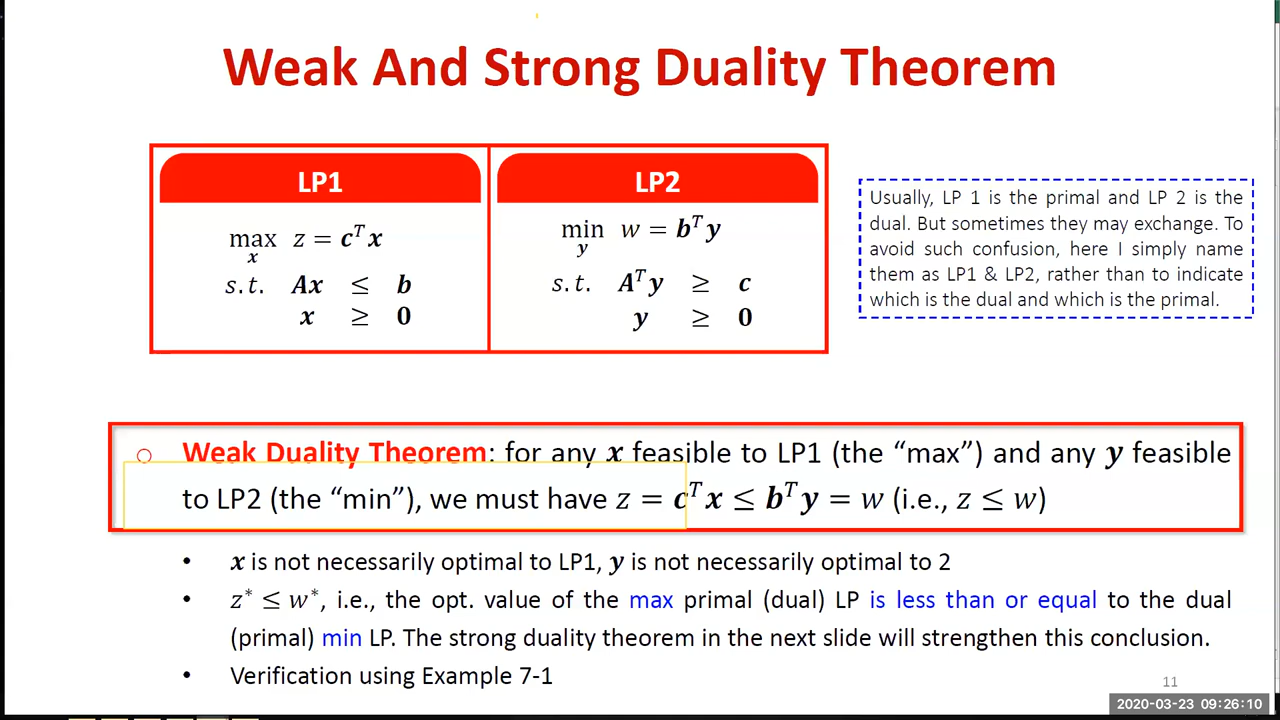 Weak And Strong Duality Theorem
LP1
max z = cᵀx
x
s.t. Ax ≤ b
x ≥ 0
LP2
min w = bᵀy
y
s.t. Aᵀy ≥ c
y ≥ 0
Usually, LP 1 is the primal and LP 2 is the
dual. But sometimes they may exchange. To
avoid such confusion, here I simply name
them as LP1 & LP2, rather than to indicate
which is the dual and which is the primal.
○ Weak Duality Theorem: for any x feasible to LP1 (the “max”) and any y feasible
to LP2 (the “min”), we must have z = cᵀx ≤ bᵀy = w (i.e., z ≤ w)
• x is not necessarily optimal to LP1, y is not necessarily optimal to 2
• z* ≤ w*, i.e., the opt. value of the max primal (dual) LP is less than or equal to the dual
(primal) min LP. The strong duality theorem in the next slide will strengthen this conclusion.
• Verification using Example 7-1
11
2020-03-23 09:26:10